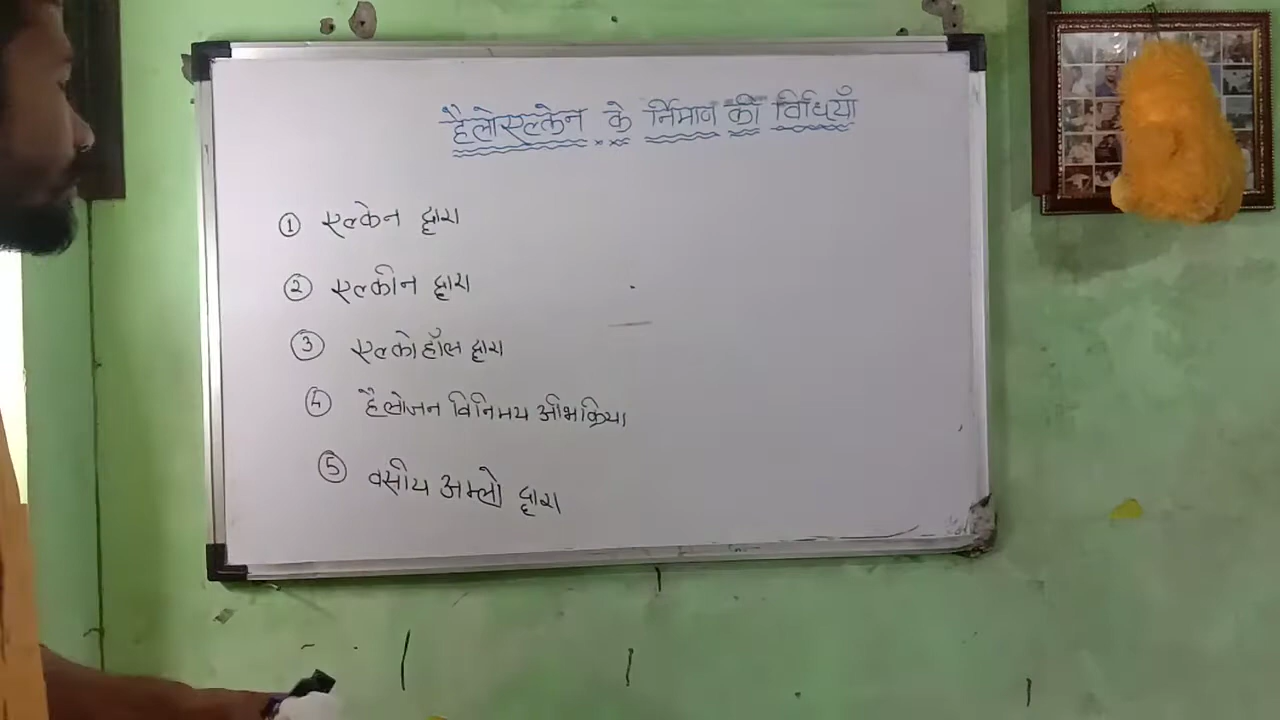 हैलोएल्केन के निर्माण की विधियाँ
① एल्केन द्वारा
② एल्कीन द्वारा
③ एल्कोहॉल द्वारा
④ हैलोजन विनिमय अभिक्रिया
⑤ वसीय अम्लो द्वारा